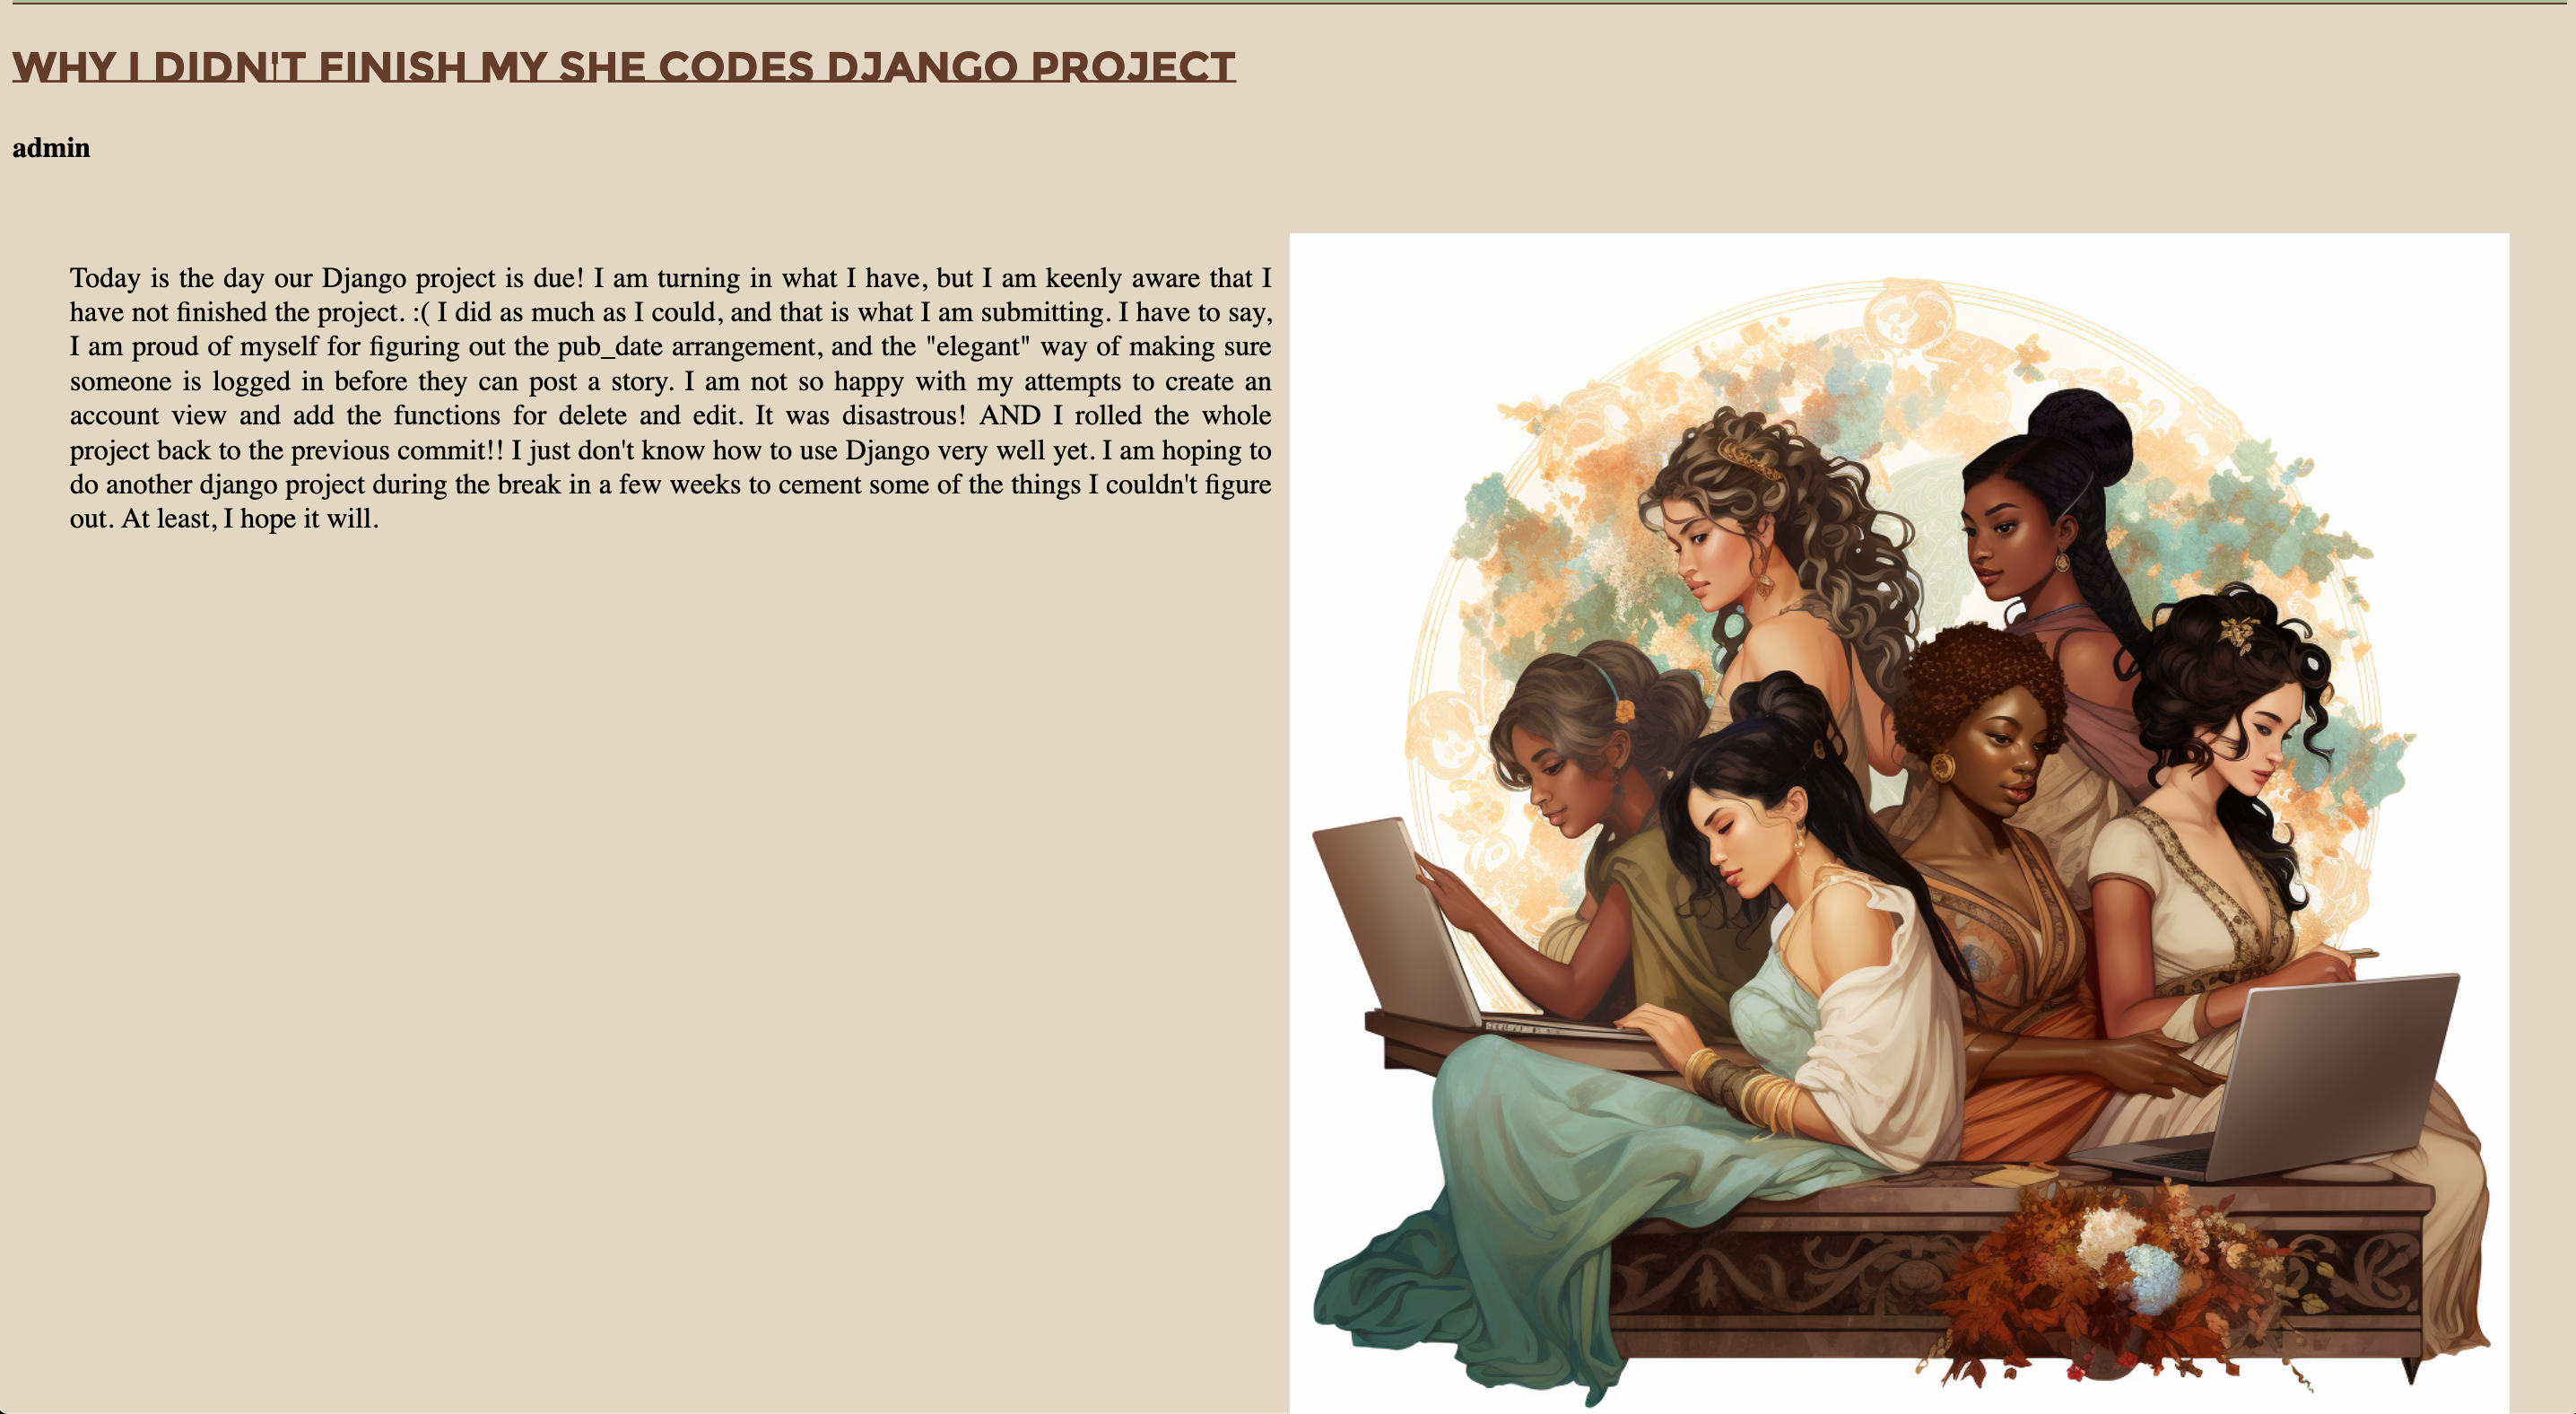 WHY I DIDN'T FINISH MY SHE CODES DJANGO PROJECT
admin
Today is the day our Django project is due! I am turning in what I have, but I am keenly aware that I
have not finished the project. :( I did as much as I could, and that is what I am submitting. I have to say,
I am proud of myself for figuring out the pub_date arrangement, and the "elegant" way of making sure
someone is logged in before they can post a story. I am not so happy with my attempts to create an
account view and add the functions for delete and edit. It was disastrous! AND I rolled the whole
project back to the previous commit!! I just don't know how to use Django very well yet. I am hoping to
do another django project during the break in a few weeks to cement some of the things I couldn't figure
out. At least, I hope it will.